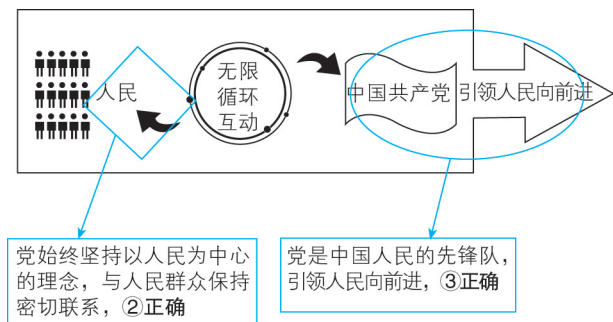 人民
无限
循环
互动
中国共产党
引领人民向前进
党始终坚持以人民为中心
的理念，与人民群众保持
密切联系，②正确
党是中国人民的先锋队，
引领人民向前进，③正确